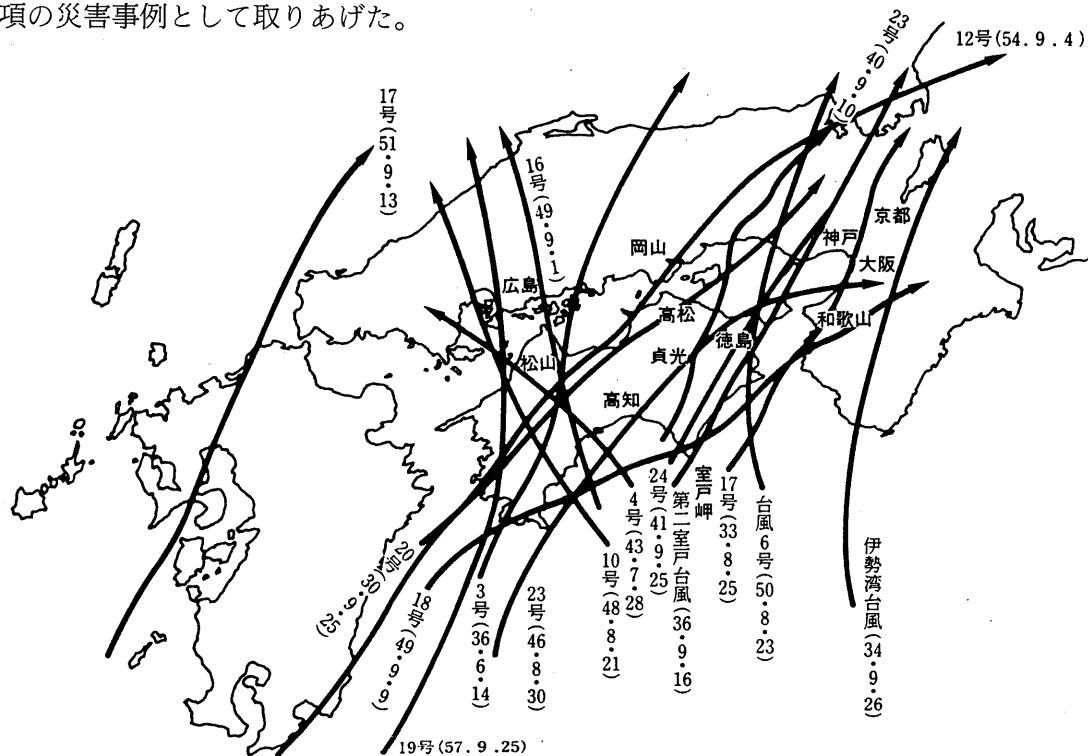 項の災害事例として取りあげた。
23号(40・9・10)
12号(54.9.4)
17号(51・9・13)
16号(49・9・1)
京都
神戸
岡山
大阪
広島
高松
和歌山
徳島
松山
貞光
高知
室戸岬
20号(30・9・25)
18号(49・9・9)
3号(36・6・14)
23号(46・8・30)
10号(48・8・21)
4号(43・7・28)
24号(41・9・25)
第二室戸台風(36・9・16)
17号(33・8・25)
台風6号(50・8・23)
伊勢湾台風(34・9・26)
19号(57.9.25)